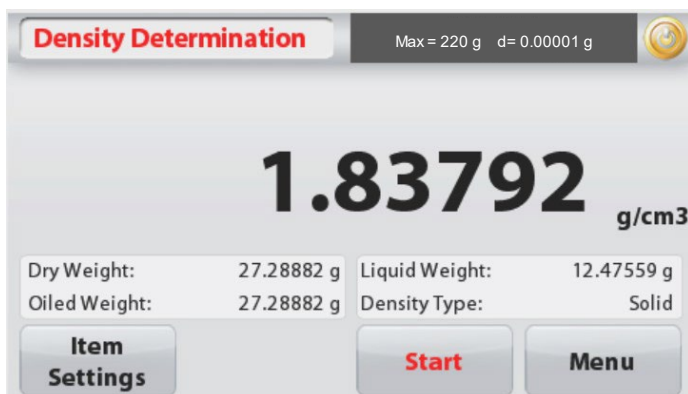 Density Determination
Max = 220 g d= 0.00001 g
1.83792 g/cm3
Dry Weight: 27.28882 g Liquid Weight: 12.47559 g
Oiled Weight: 27.28882 g Density Type: Solid
Item
Settings
Start
Menu